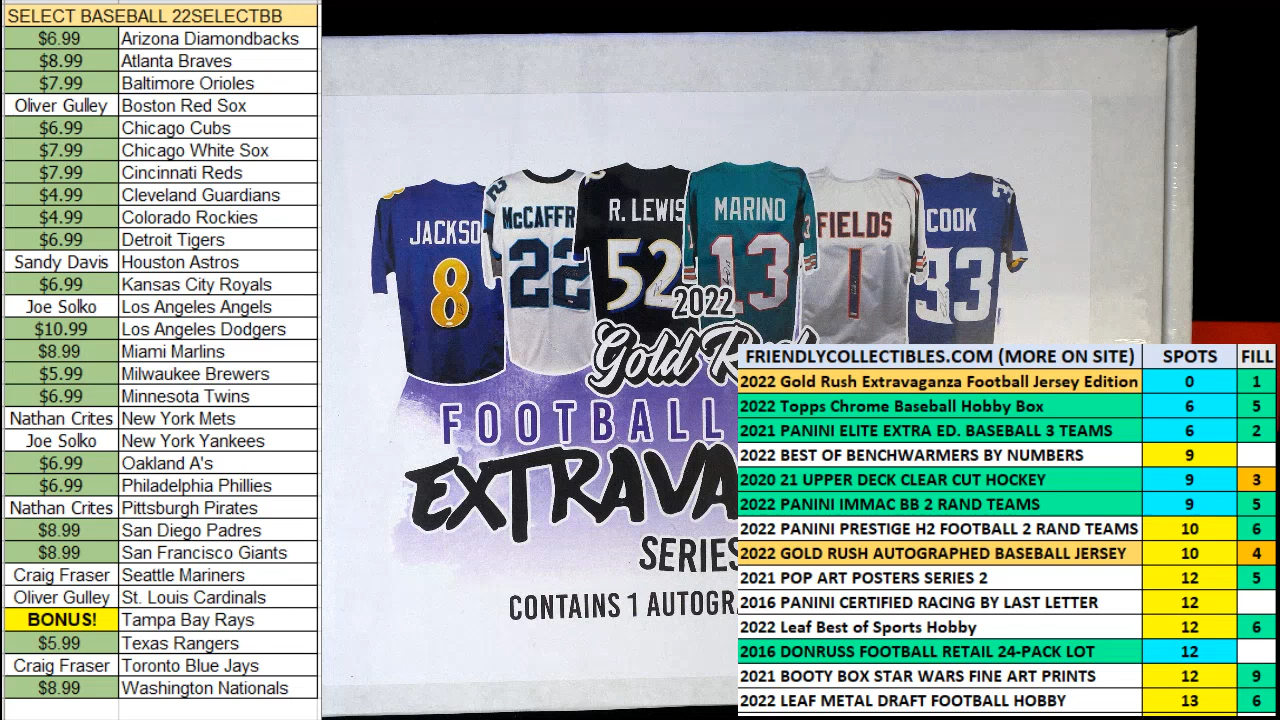 SELECT BASEBALL 22SELECTBB
$6.99 Arizona Diamondbacks
$8.99 Atlanta Braves
$7.99 Baltimore Orioles
Oliver Gulley Boston Red Sox
$6.99 Chicago Cubs
$7.99 Chicago White Sox
$7.99 Cincinnati Reds
$4.99 Cleveland Guardians
$4.99 Colorado Rockies
$6.99 Detroit Tigers
Sandy Davis Houston Astros
$6.99 Kansas City Royals
Joe Solko Los Angeles Angels
$10.99 Los Angeles Dodgers
$8.99 Miami Marlins
$5.99 Milwaukee Brewers
$6.99 Minnesota Twins
Nathan Crites New York Mets
Joe Solko New York Yankees
$6.99 Oakland A's
$6.99 Philadelphia Phillies
Nathan Crites Pittsburgh Pirates
$8.99 San Diego Padres
$8.99 San Francisco Giants
Craig Fraser Seattle Mariners
Oliver Gulley St. Louis Cardinals
BONUS! Tampa Bay Rays
$5.99 Texas Rangers
Craig Fraser Toronto Blue Jays
$8.99 Washington Nationals
JACKSO McCAFFR R. LEWIS MARINO FIELDS COOK
8 22 52 13 1 33
2022
Gold
FOOTBALL
EXTRAVA
SERIES
CONTAINS 1 AUTOGR
FRIENDLYCOLLECTIBLES.COM (MORE ON SITE) SPOTS FILL
2022 Gold Rush Extravaganza Football Jersey Edition 0 1
2022 Topps Chrome Baseball Hobby Box 6 5
2021 PANINI ELITE EXTRA ED. BASEBALL 3 TEAMS 6 2
2022 BEST OF BENCHWARMERS BY NUMBERS 9
2020 21 UPPER DECK CLEAR CUT HOCKEY 9 3
2022 PANINI IMMAC BB 2 RAND TEAMS 9 5
2022 PANINI PRESTIGE H2 FOOTBALL 2 RAND TEAMS 10 6
2022 GOLD RUSH AUTOGRAPHED BASEBALL JERSEY 10 4
2021 POP ART POSTERS SERIES 2 12 5
2016 PANINI CERTIFIED RACING BY LAST LETTER 12
2022 Leaf Best of Sports Hobby 12 6
2016 DONRUSS FOOTBALL RETAIL 24-PACK LOT 12
2021 BOOTY BOX STAR WARS FINE ART PRINTS 12 9
2022 LEAF METAL DRAFT FOOTBALL HOBBY 13 6